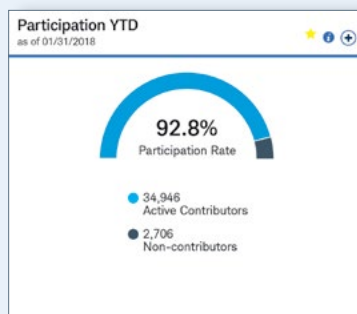 Participation YTD
as of 01/31/2018
92.8%
Participation Rate
34,946
Active Contributors
2,706
Non-contributors